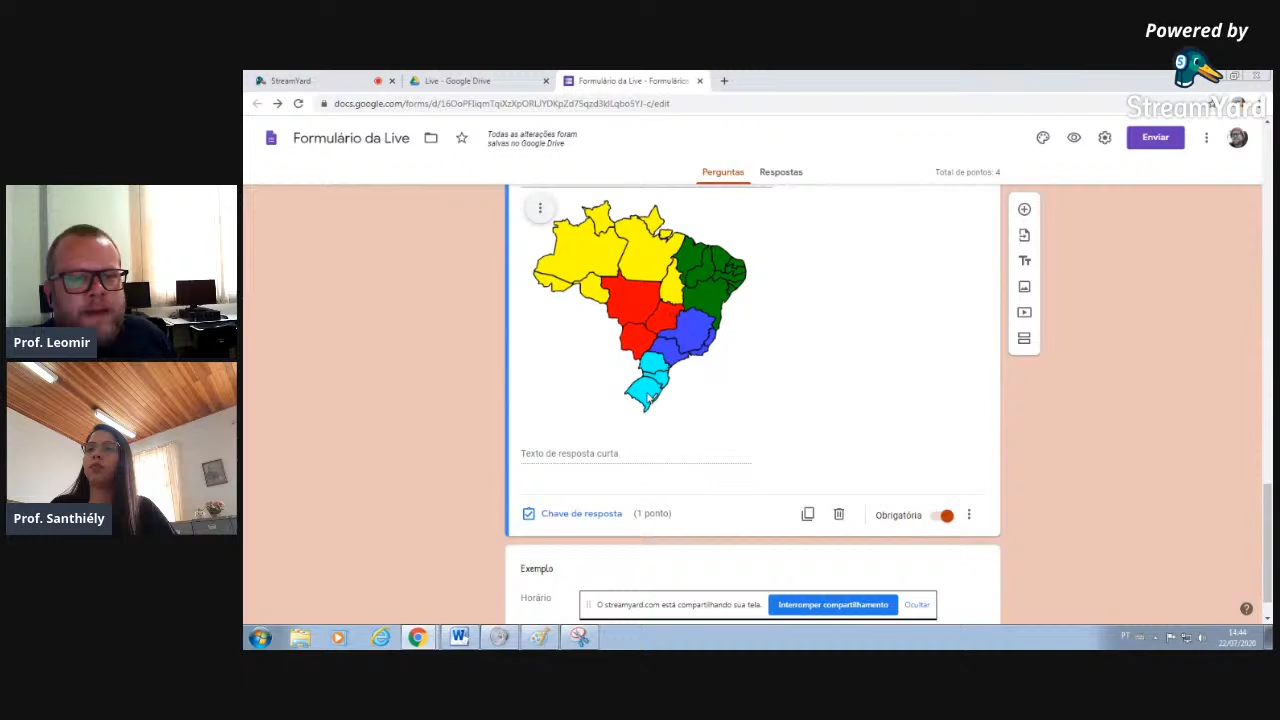 Powered by
StreamYard
StreamYard
Live - Google Drive
Formulário da Live - Formulários
docs.google.com/forms/d/
/edit
Formulário da Live
Todas as alterações foram
salvas no Google Drive
Enviar
Perguntas
Respostas
Total de pontos: 4
Prof. Leomir
Prof. Santhiély
Texto de resposta curta
Chave de resposta
(1 ponto)
Obrigatória
Exemplo
Horário
O streamyard.com está compartilhando sua tela.
Interromper compartilhamento
Ocultar
PT
14:44
22/07/2020